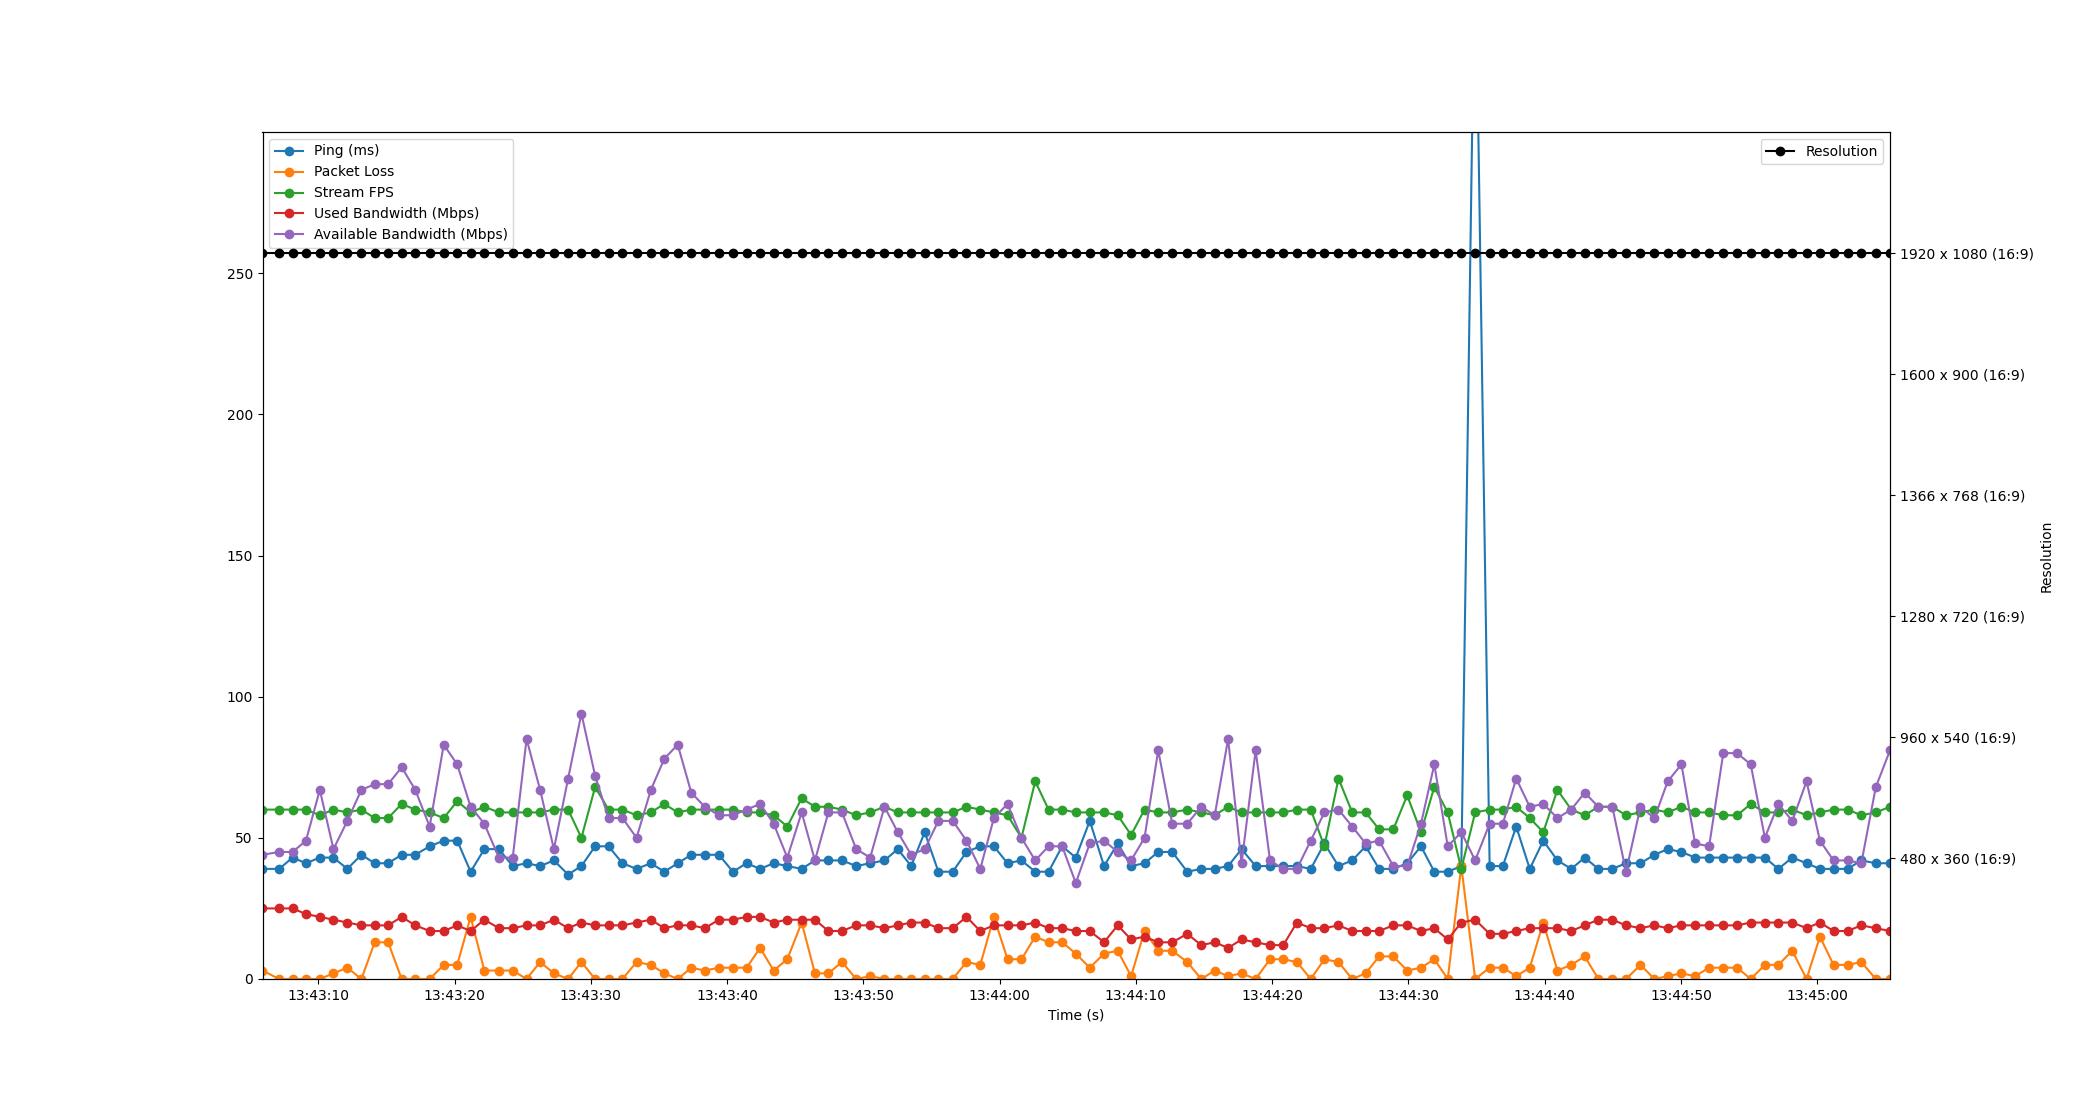 Ping (ms)
Packet Loss
Stream FPS
Used Bandwidth (Mbps)
Available Bandwidth (Mbps)
Resolution
250
200
150
100
50
0
1920 x 1080 (16:9)
1600 x 900 (16:9)
1366 x 768 (16:9)
1280 x 720 (16:9)
960 x 540 (16:9)
480 x 360 (16:9)
Resolution
13:43:10 13:43:20 13:43:30 13:43:40 13:43:50 13:44:00 13:44:10 13:44:20 13:44:30 13:44:40 13:44:50 13:45:00
Time (s)